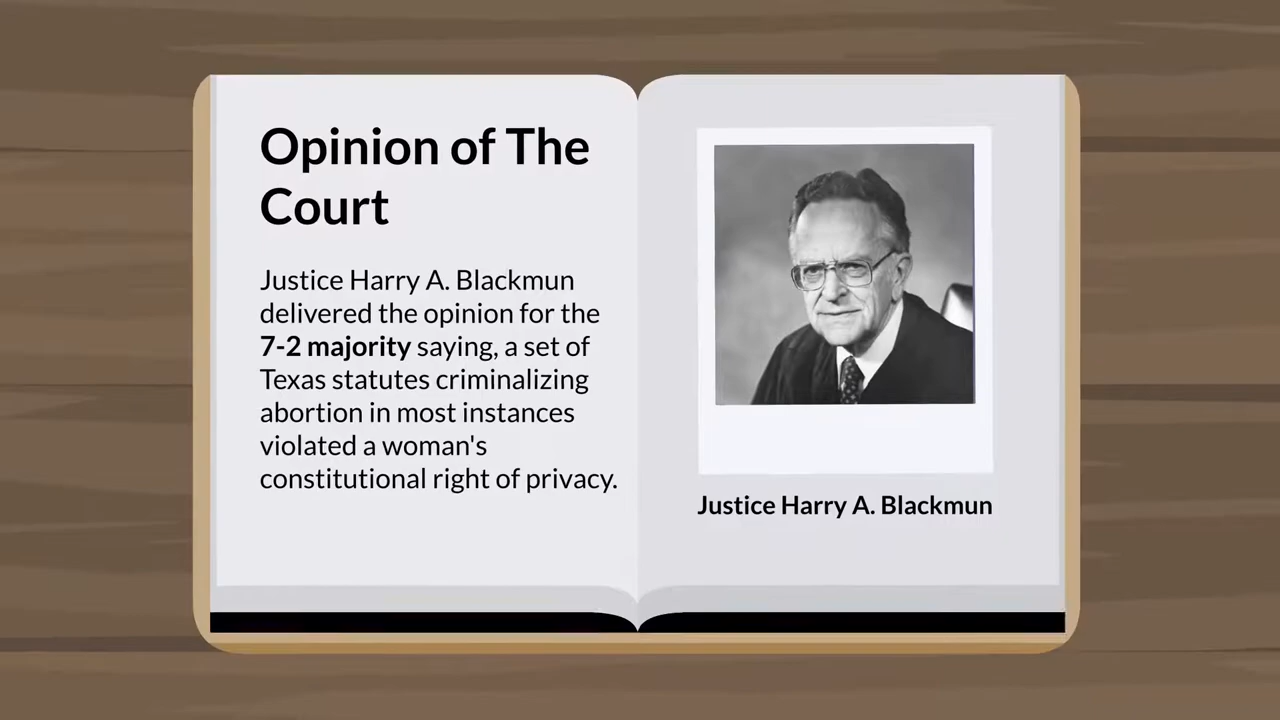 Opinion of The
Court
Justice Harry A. Blackmun
delivered the opinion for the
7-2 majority saying, a set of
Texas statutes criminalizing
abortion in most instances
violated a woman's
constitutional right of privacy.
Justice Harry A. Blackmun